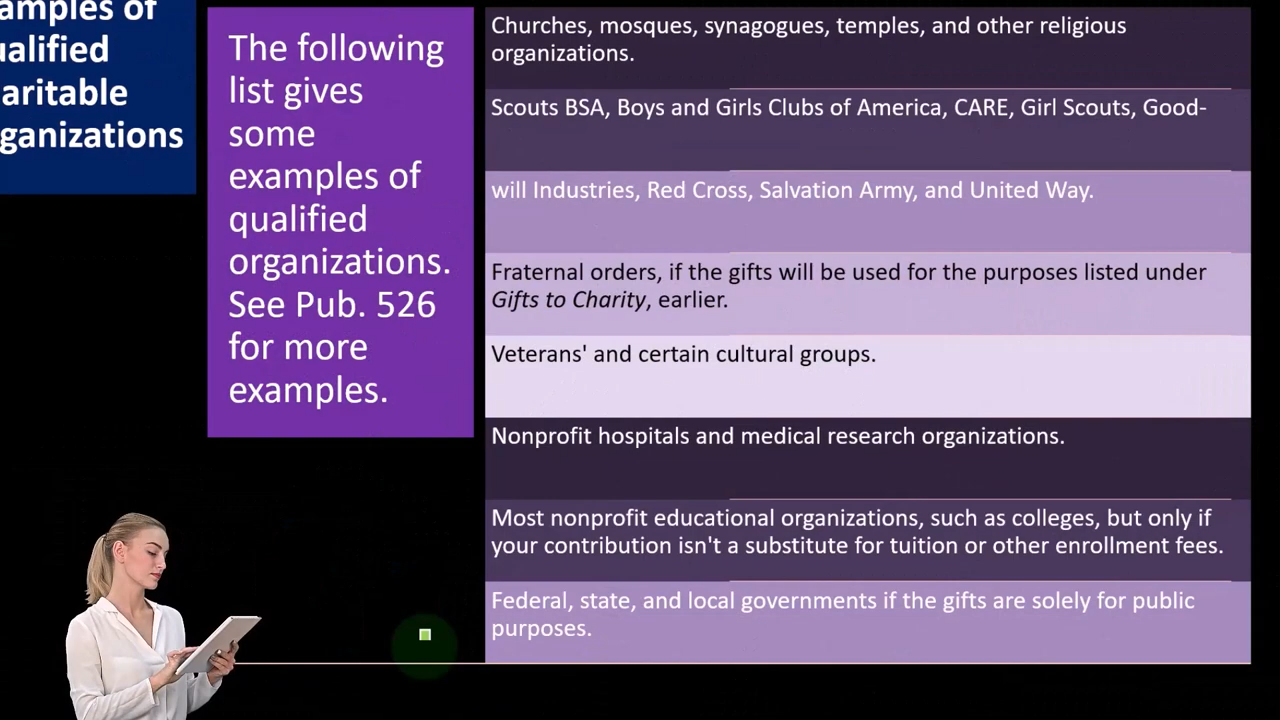 amples of
ualified
aritable
ganizations
The following
list gives
some
examples of
qualified
organizations.
See Pub. 526
for more
examples.
Churches, mosques, synagogues, temples, and other religious
organizations.
Scouts BSA, Boys and Girls Clubs of America, CARE, Girl Scouts, Good-
will Industries, Red Cross, Salvation Army, and United Way.
Fraternal orders, if the gifts will be used for the purposes listed under
Gifts to Charity, earlier.
Veterans' and certain cultural groups.
Nonprofit hospitals and medical research organizations.
Most nonprofit educational organizations, such as colleges, but only if
your contribution isn't a substitute for tuition or other enrollment fees.
Federal, state, and local governments if the gifts are solely for public
purposes.